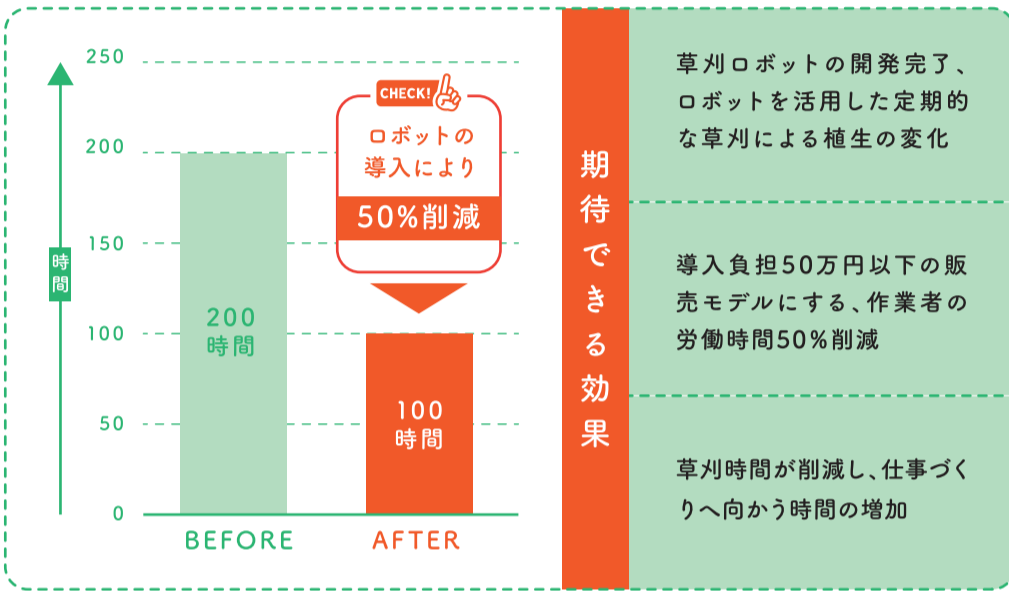 250
200
150
100
50
0
時間
200
時間
100
時間
BEFORE
AFTER
CHECK!
ロボットの
導入により
50%削減
期待できる効果
草刈ロボットの開発完了、
ロボットを活用した定期的
な草刈による植生の変化
導入負担50万円以下の販
売モデルにする、作業者の
労働時間50%削減
草刈時間が削減し、仕事づく
りへ向かう時間の増加